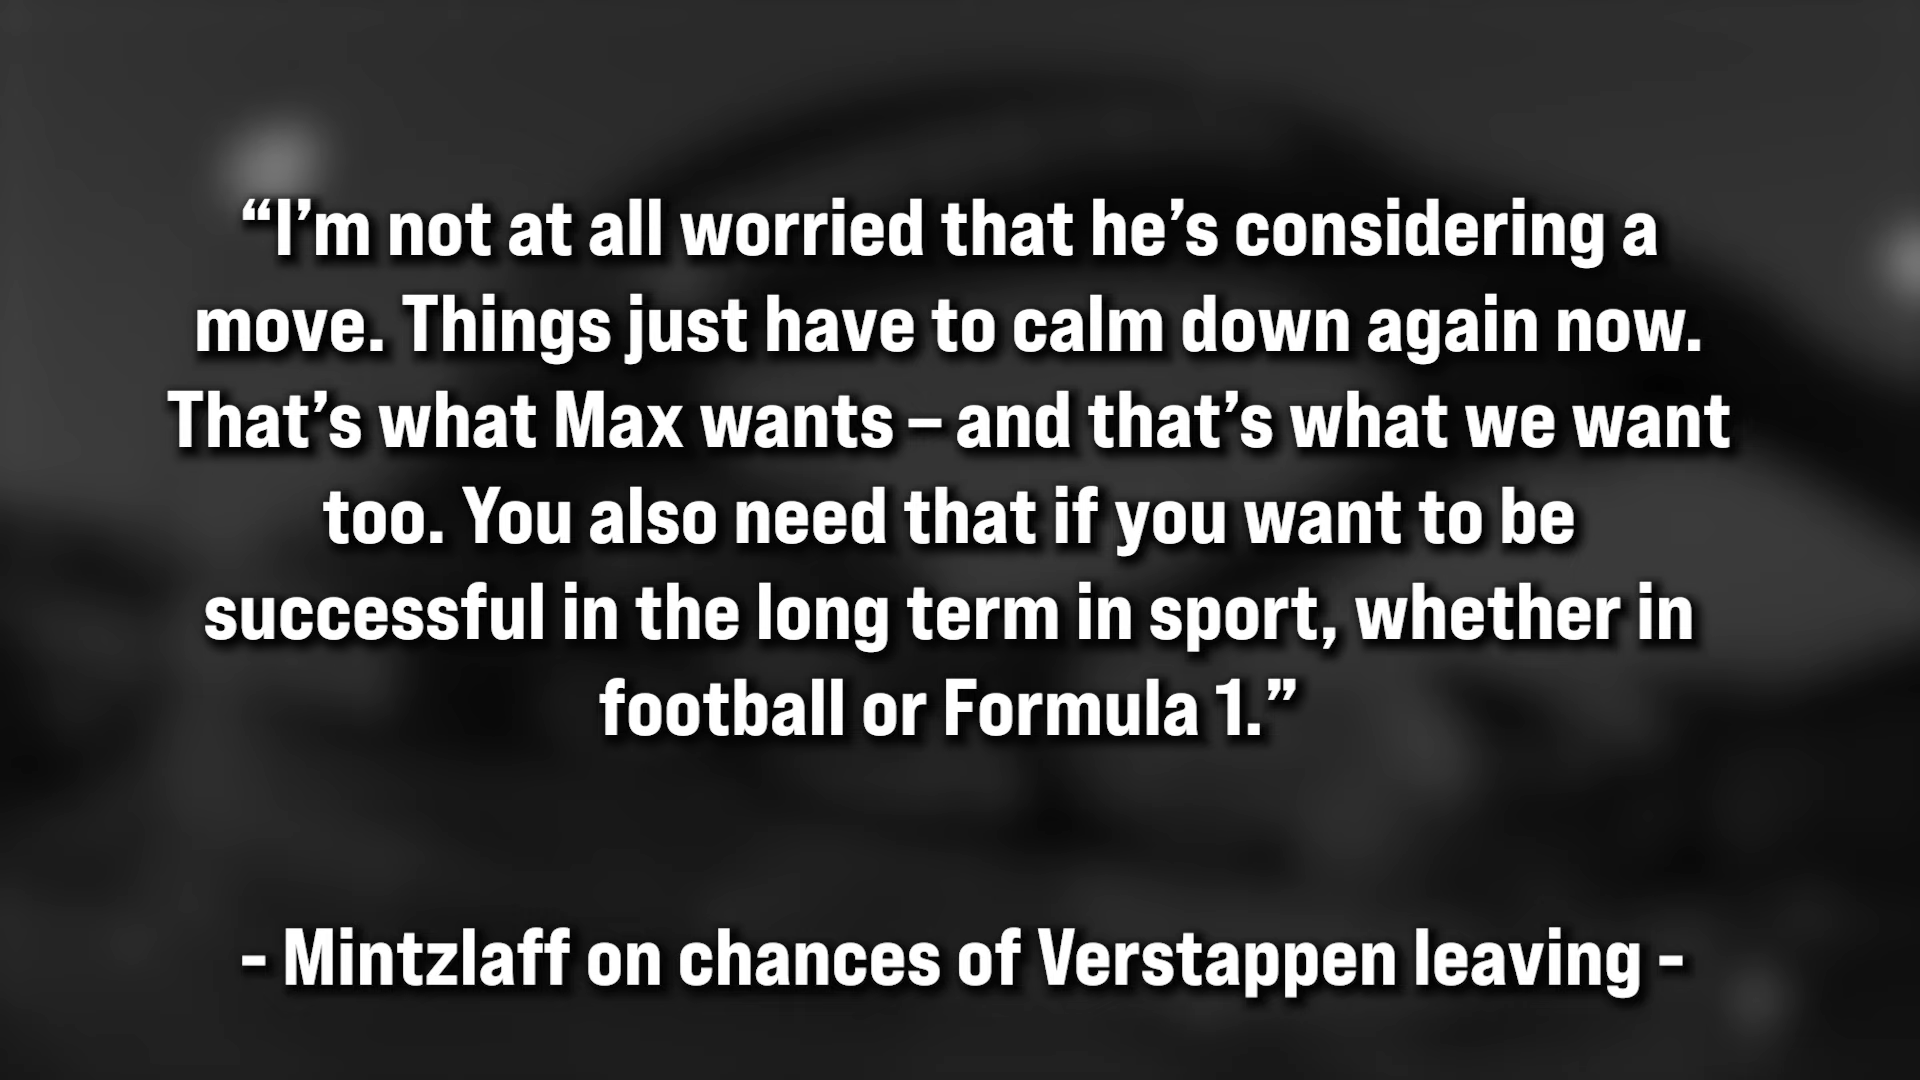 “I’m not at all worried that he’s considering a
move. Things just have to calm down again now.
That’s what Max wants – and that’s what we want
too. You also need that if you want to be
successful in the long term in sport, whether in
football or Formula 1.”
- Mintzlaff on chances of Verstappen leaving -